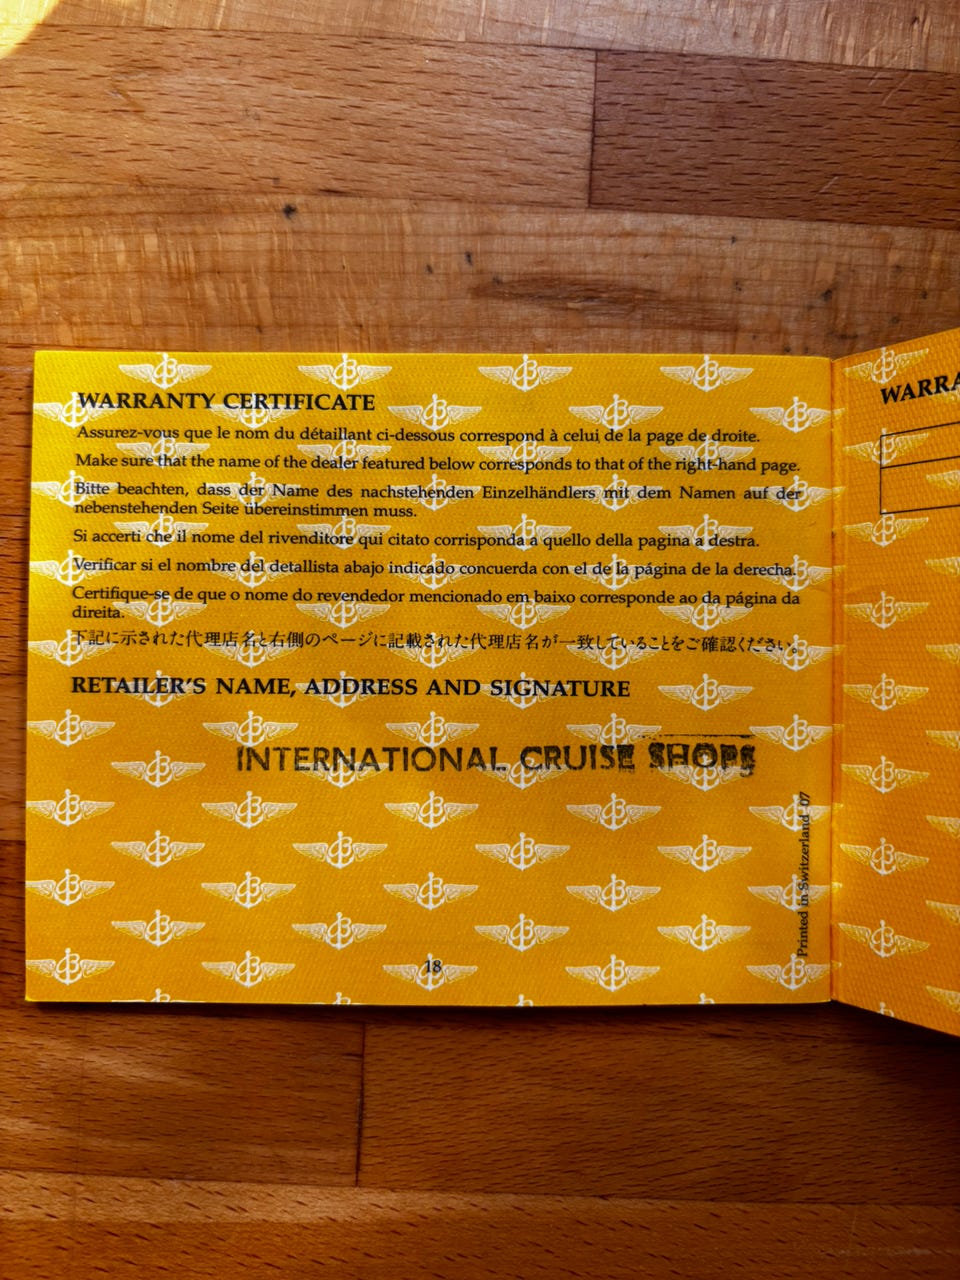 WARRANTY CERTIFICATE
Assurez-vous que le nom du détaillant ci-dessous correspond à celui de la page de droite.
Make sure that the name of the dealer featured below corresponds to that of the right-hand page.
Bitte beachten, dass der Name des nachstehenden Einzelhändlers mit dem Namen auf der
nebenstehenden Seite übereinstimmen muss.
Si accerti che il nome del rivenditore qui citato corrisponda a quello della pagina a destra.
Verificar si el nombre del detallista abajo indicado concuerda con el de la página de la derecha.
Certifique-se de que o nome do revendedor mencionado em baixo corresponde ao da página da
direita.
下記に示された代理店名と右側のページに記載された代理店名が一致していることをご確認ください。
RETAILER'S NAME, ADDRESS AND SIGNATURE
INTERNATIONAL CRUISE SHOPS
Printed in Switzerland 07
18
WARRA